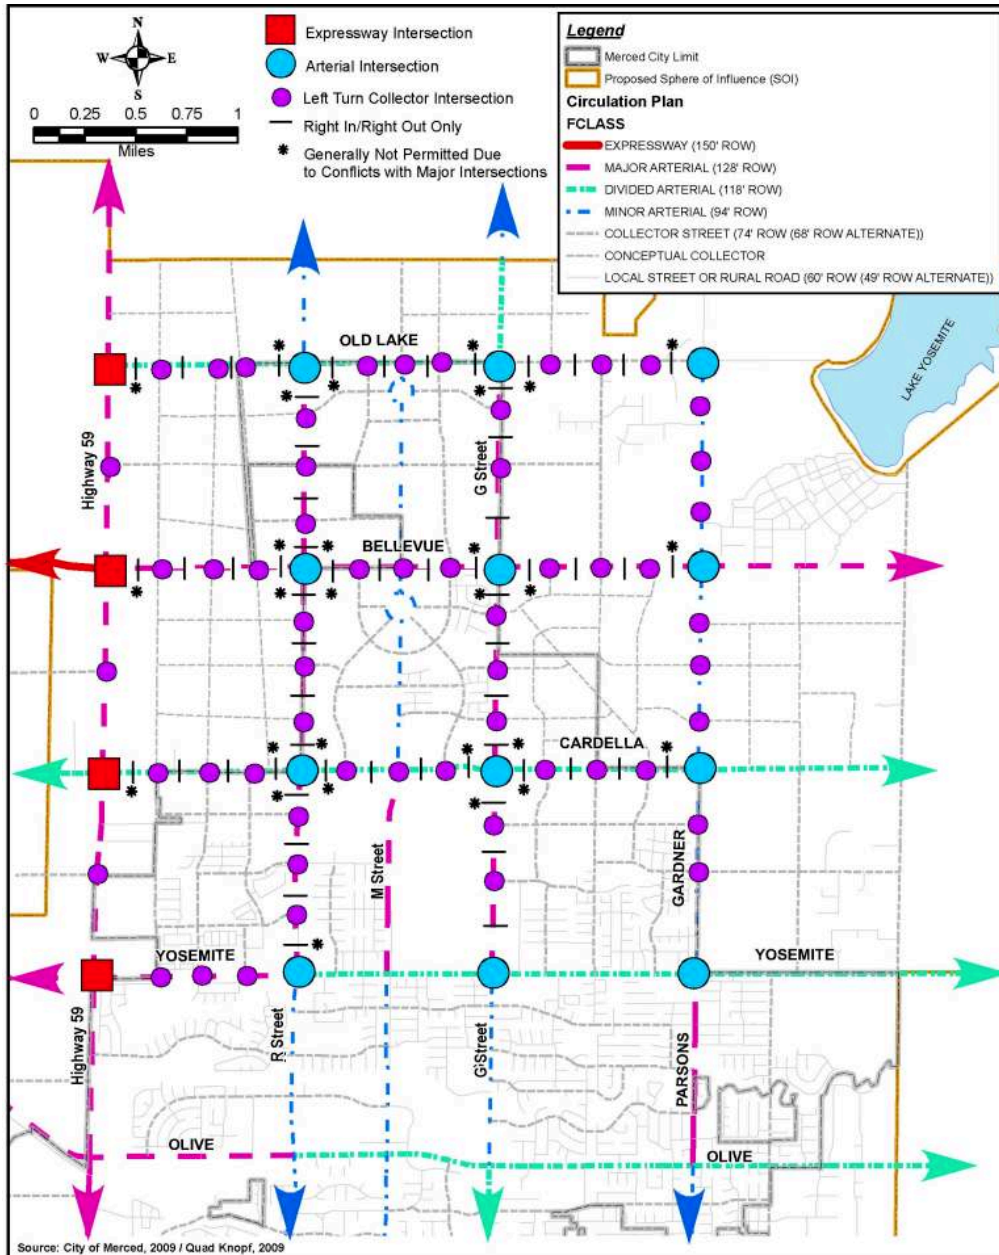 N
W E
S
0 0.25 0.5 0.75 1
Miles
Expressway Intersection
Arterial Intersection
Left Turn Collector Intersection
Right In/Right Out Only
* Generally Not Permitted Due
to Conflicts with Major Intersections
Legend
Merced City Limit
Proposed Sphere of Influence (SOI)
Circulation Plan
FCLASS
EXPRESSWAY (150' ROW)
MAJOR ARTERIAL (128' ROW)
DIVIDED ARTERIAL (118' ROW)
MINOR ARTERIAL (94' ROW)
COLLECTOR STREET (74' ROW (68' ROW ALTERNATE))
CONCEPTUAL COLLECTOR
LOCAL STREET OR RURAL ROAD (60' ROW (49' ROW ALTERNATE))
OLD LAKE
LAKE YOSEMITE
Highway 59
G Street
BELLEVUE
CARDELLA
M Street
GARDNER
YOSEMITE
YOSEMITE
Highway 59
R Street
G Street
PARSONS
OLIVE
OLIVE
Source: City of Merced, 2009 / Quad Knopf, 2009